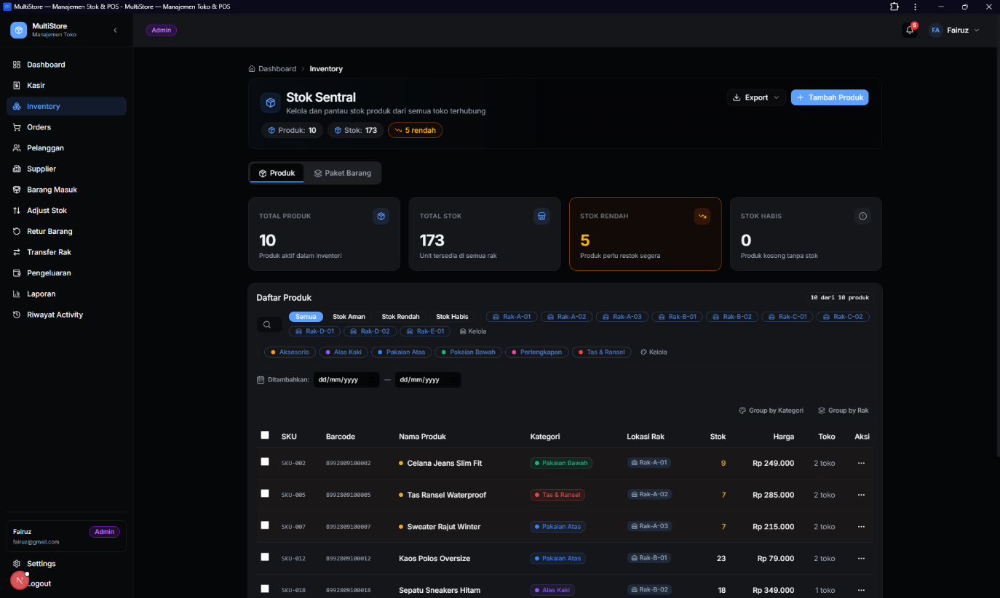 MultiStore — Manajemen Stok & POS - MultiStore — Manajemen Toko & POS
MultiStore
Manajemen Toko
Admin
5
FA Fairuz
Dashboard
Kasir
Inventory
Orders
Pelanggan
Supplier
Barang Masuk
Adjust Stok
Retur Barang
Transfer Rak
Pengeluaran
Laporan
Riwayat Activity
Fairuz Admin
fairuz@gmail.com
Settings
N Logout
Dashboard > Inventory
Stok Sentral
Kelola dan pantau stok produk dari semua toko terhubung
Export
+ Tambah Produk
Produk: 10 Stok: 173 5 rendah
Produk Paket Barang
TOTAL PRODUK
10
Produk aktif dalam inventori
TOTAL STOK
173
Unit tersedia di semua rak
STOK RENDAH
5
Produk perlu restok segera
STOK HABIS
0
Produk kosong tanpa stok
Daftar Produk 10 dari 10 produk
Semua Stok Aman Stok Rendah Stok Habis Rak-A-01 Rak-A-02 Rak-A-03 Rak-B-01 Rak-B-02 Rak-C-01 Rak-C-02
Rak-D-01 Rak-D-02 Rak-E-01 Kelola
Aksesoris Alas Kaki Pakaian Atas Pakaian Bawah Perlengkapan Tas & Ransel Kelola
Ditambahkan: dd/mm/yyyy — dd/mm/yyyy
Group by Kategori Group by Rak
SKU Barcode Nama Produk Kategori Lokasi Rak Stok Harga Toko Aksi
SKU-002 8992809100002 Celana Jeans Slim Fit Pakaian Bawah Rak-A-01 9 Rp 249.000 2 toko ...
SKU-005 8992809100005 Tas Ransel Waterproof Tas & Ransel Rak-A-02 7 Rp 285.000 2 toko ...
SKU-007 8992809100007 Sweater Rajut Winter Pakaian Atas Rak-A-03 7 Rp 215.000 2 toko ...
SKU-012 8992809100012 Kaos Polos Oversize Pakaian Atas Rak-B-01 23 Rp 79.000 2 toko ...
SKU-018 8992809100018 Sepatu Sneakers Hitam Alas Kaki Rak-B-02 18 Rp 349.000 1 toko ...